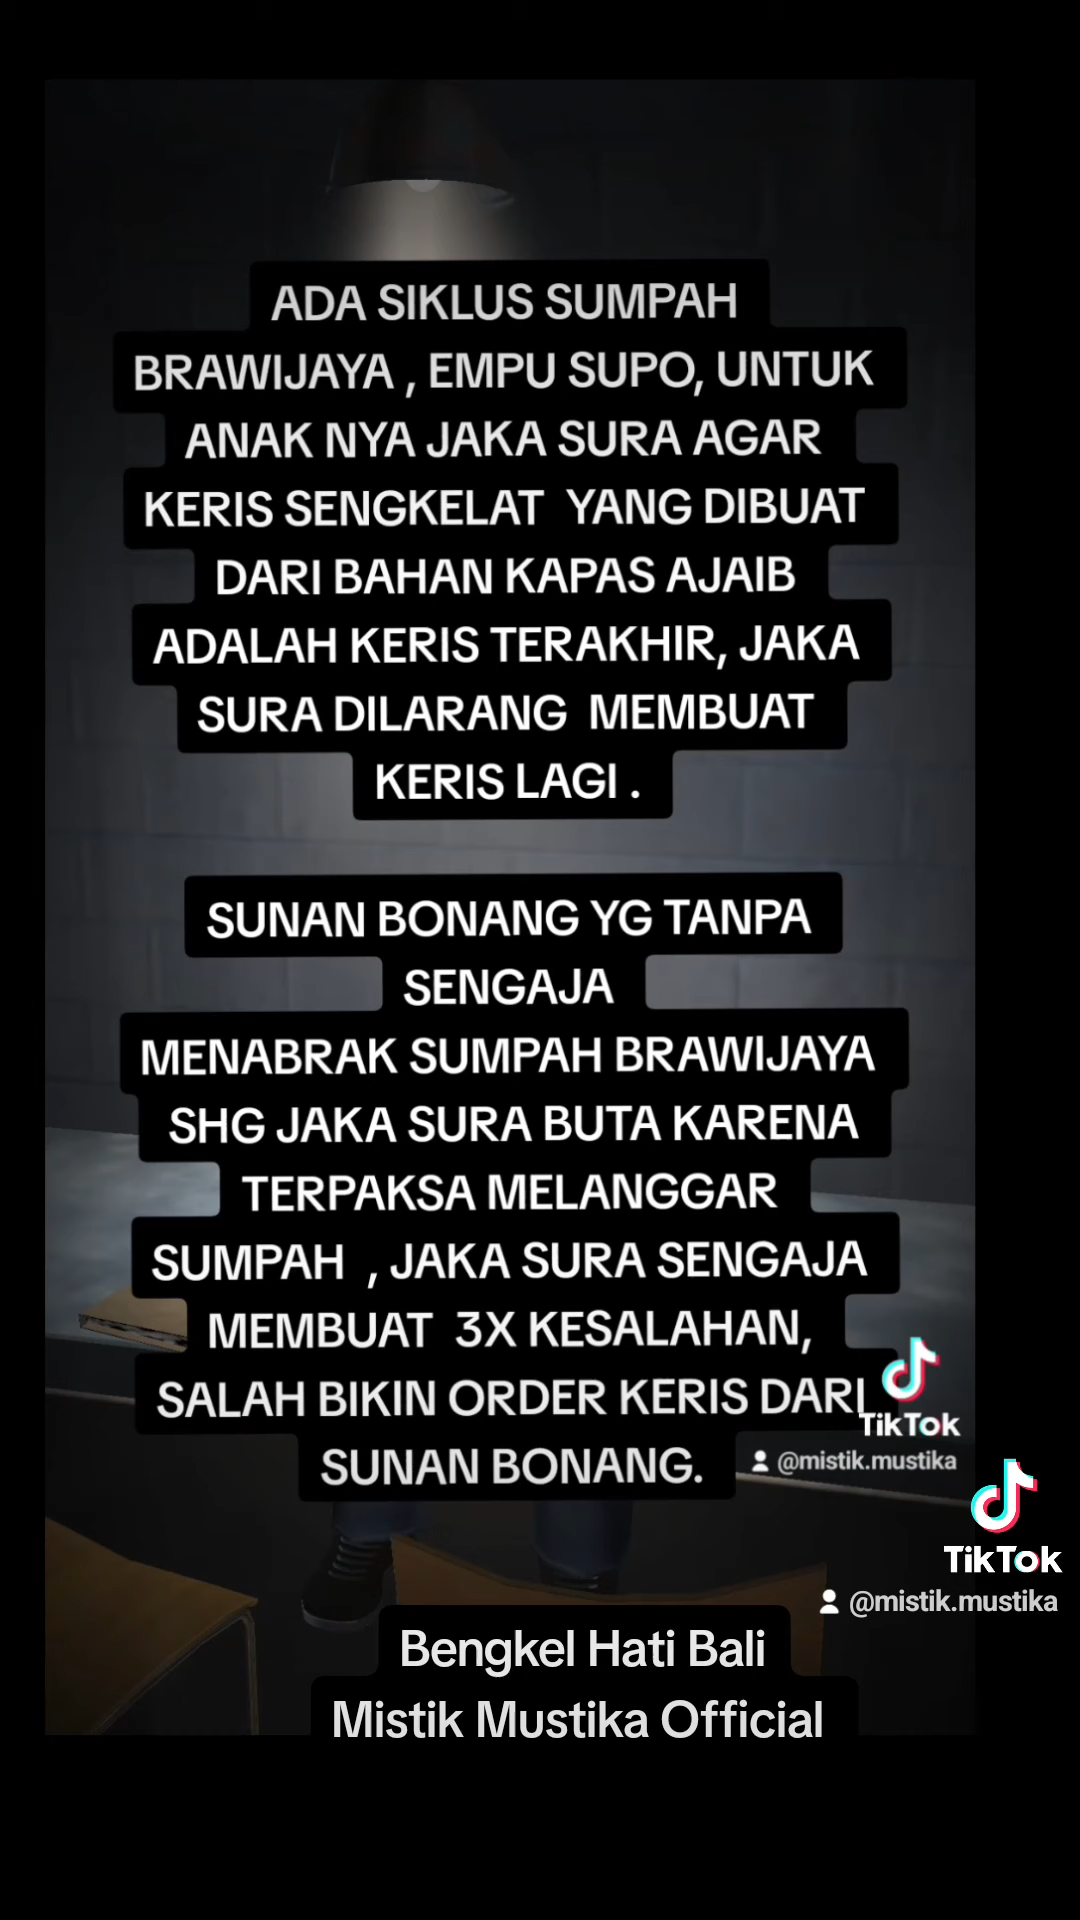 ADA SIKLUS SUMPAH
BRAWIJAYA , EMPU SUPO, UNTUK
ANAK NYA JAKA SURA AGAR
KERIS SENGKELAT YANG DIBUAT
DARI BAHAN KAPAS AJAIB
ADALAH KERIS TERAKHIR, JAKA
SURA DILARANG MEMBUAT
KERIS LAGI .
SUNAN BONANG YG TANPA
SENGAJA
MENABRAK SUMPAH BRAWIJAYA
SHG JAKA SURA BUTA KARENA
TERPAKSA MELANGGAR
SUMPAH , JAKA SURA SENGAJA
MEMBUAT 3X KESALAHAN,
SALAH BIKIN ORDER KERIS DARI
SUNAN BONANG.
TikTok
@mistik.mustika
TikTok
@mistik.mustika
Bengkel Hati Bali
Mistik Mustika Official